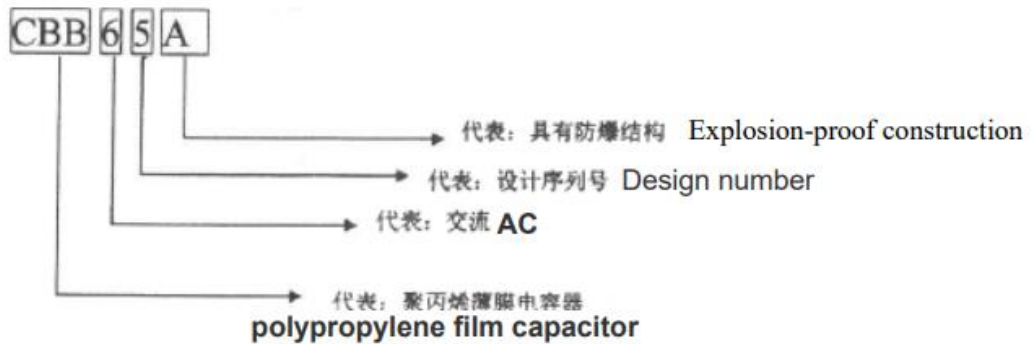 CBB 6 5 A
代表：具有防爆结构 Explosion-proof construction
代表：设计序列号 Design number
代表：交流 AC
代表：聚丙烯薄膜电容器
polypropylene film capacitor